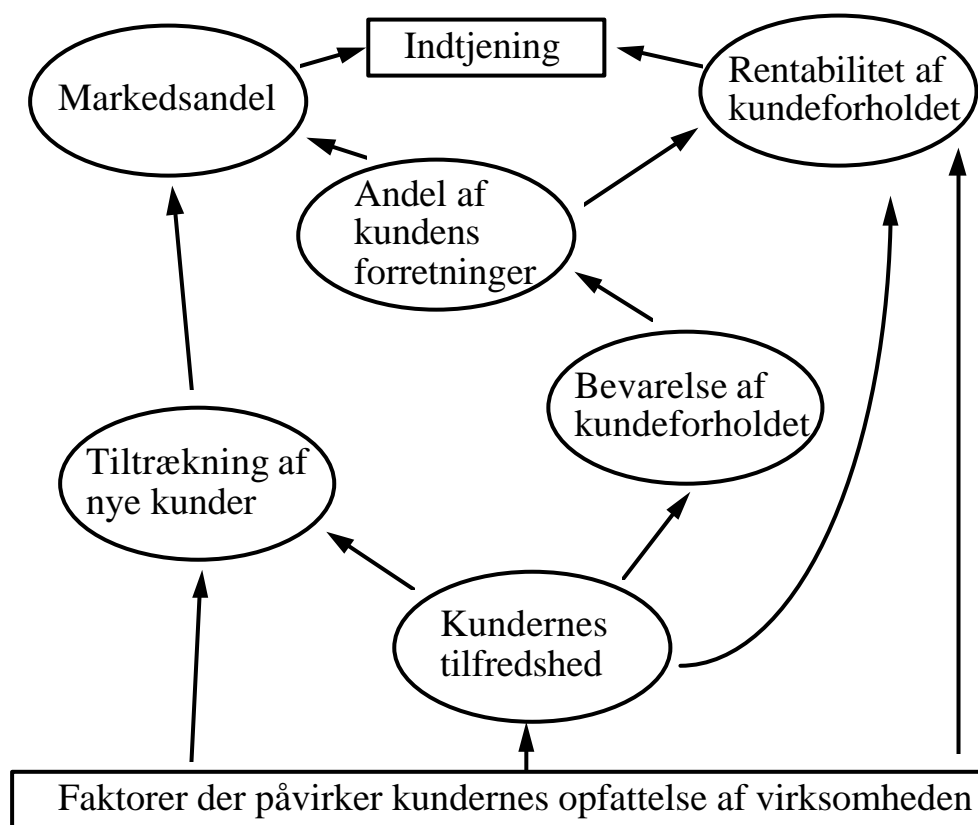 Indtjening
Markedsandel
Rentabilitet af
kundeforholdet
Andel af
kundens
forretninger
Bevarelse af
kundeforholdet
Tiltrækning af
nye kunder
Kundernes
tilfredshed
Faktorer der påvirker kundernes opfattelse af virksomheden